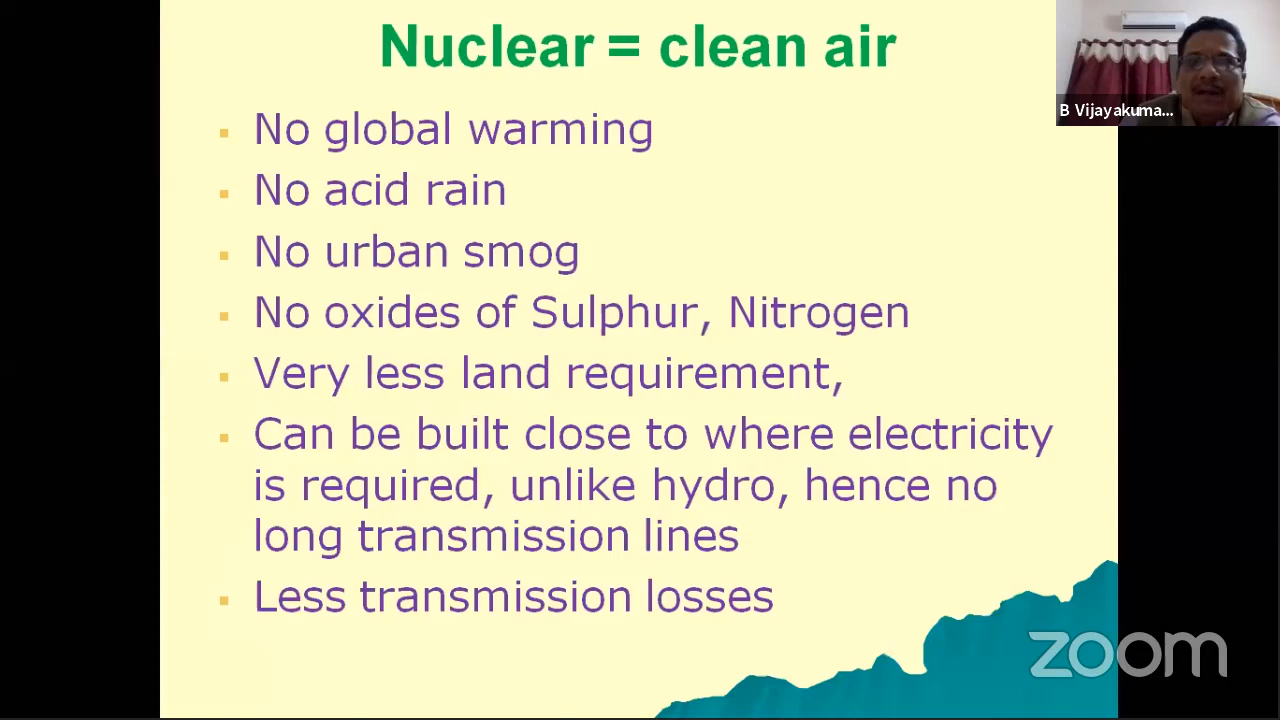 Nuclear = clean air
B Vijayakuma...
▪ No global warming
▪ No acid rain
▪ No urban smog
▪ No oxides of Sulphur, Nitrogen
▪ Very less land requirement,
▪ Can be built close to where electricity
is required, unlike hydro, hence no
long transmission lines
▪ Less transmission losses
zoom